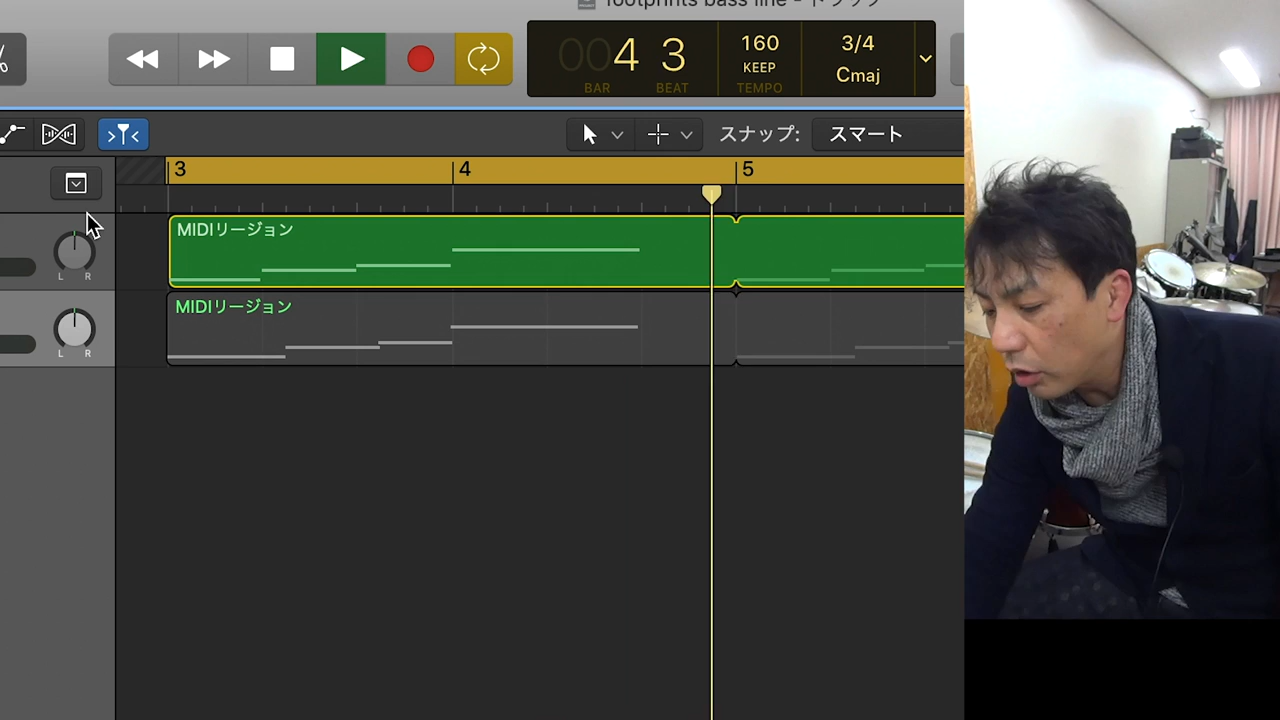 footprints bass line - トラック
004 3
BAR BEAT
160
KEEP
TEMPO
3/4
Cmaj
スナップ: スマート
3 4 5
MIDIリージョン
L R
MIDIリージョン
L R